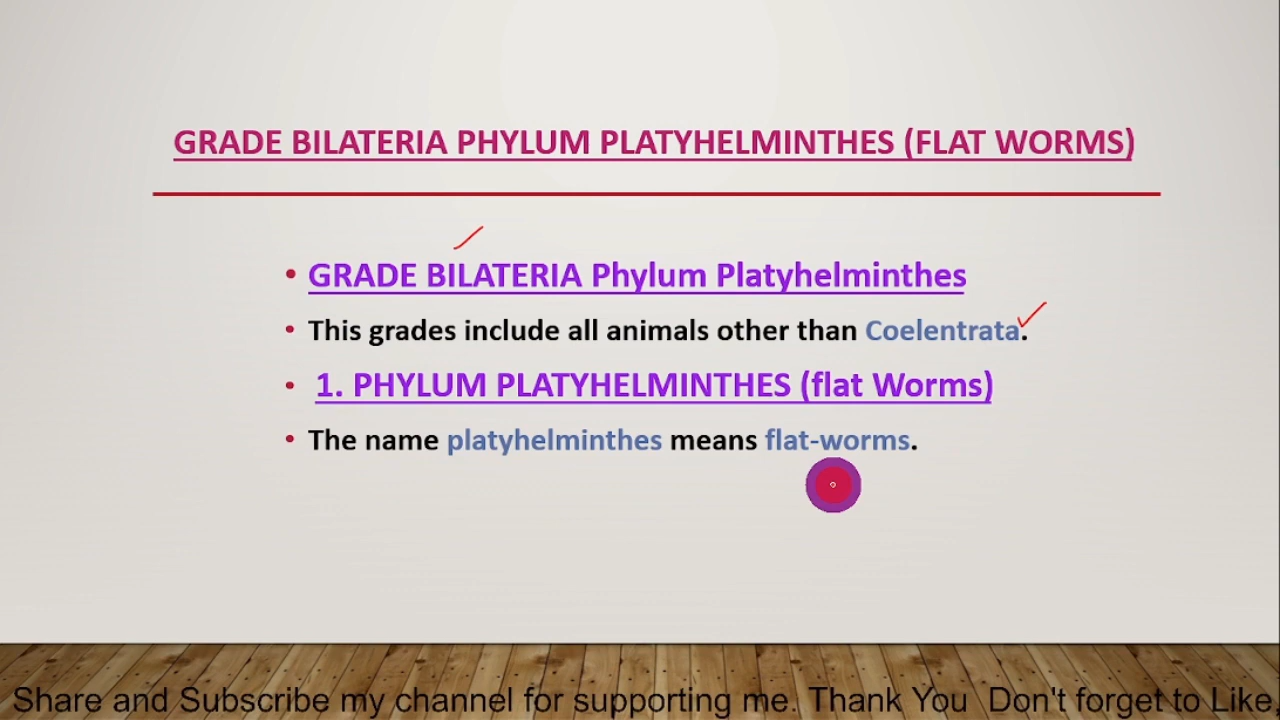 GRADE BILATERIA PHYLUM PLATYHELMINTHES (FLAT WORMS)
• GRADE BILATERIA Phylum Platyhelminthes
• This grades include all animals other than Coelentrata.
• 1. PHYLUM PLATYHELMINTHES (flat Worms)
• The name platyhelminthes means flat-worms.
Share and Subscribe my channel for supporting me. Thank You Don't forget to Like,